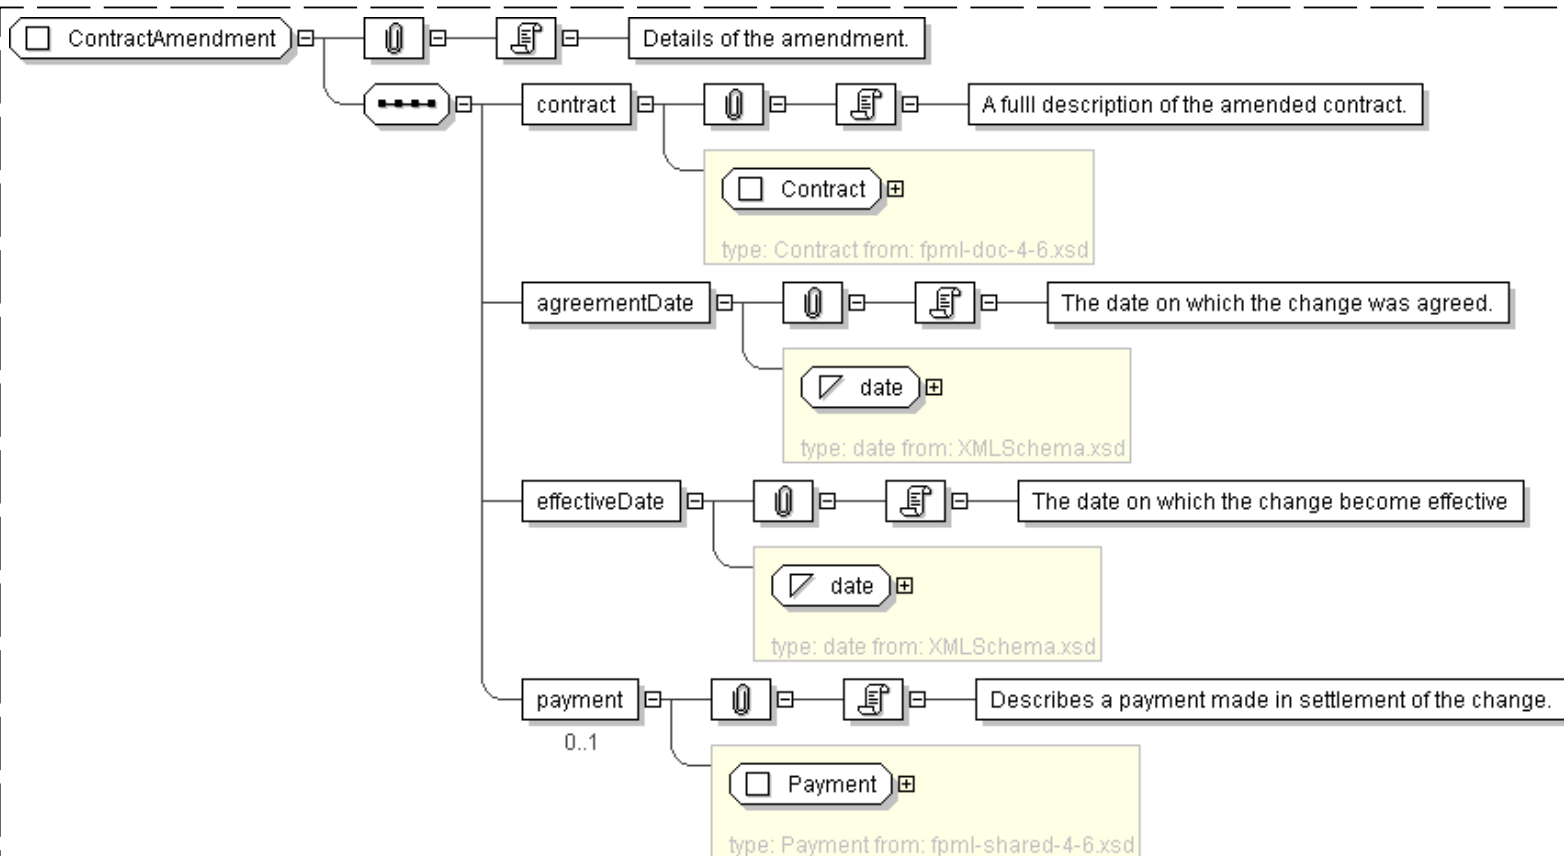 ContractAmendment
Details of the amendment.
contract
A fulll description of the amended contract.
Contract
type: Contract from: fpml-doc-4-6.xsd
agreementDate
The date on which the change was agreed.
date
type: date from: XMLSchema.xsd
effectiveDate
The date on which the change become effective
date
type: date from: XMLSchema.xsd
payment
Describes a payment made in settlement of the change.
0..1
Payment
type: Payment from: fpml-shared-4-6.xsd